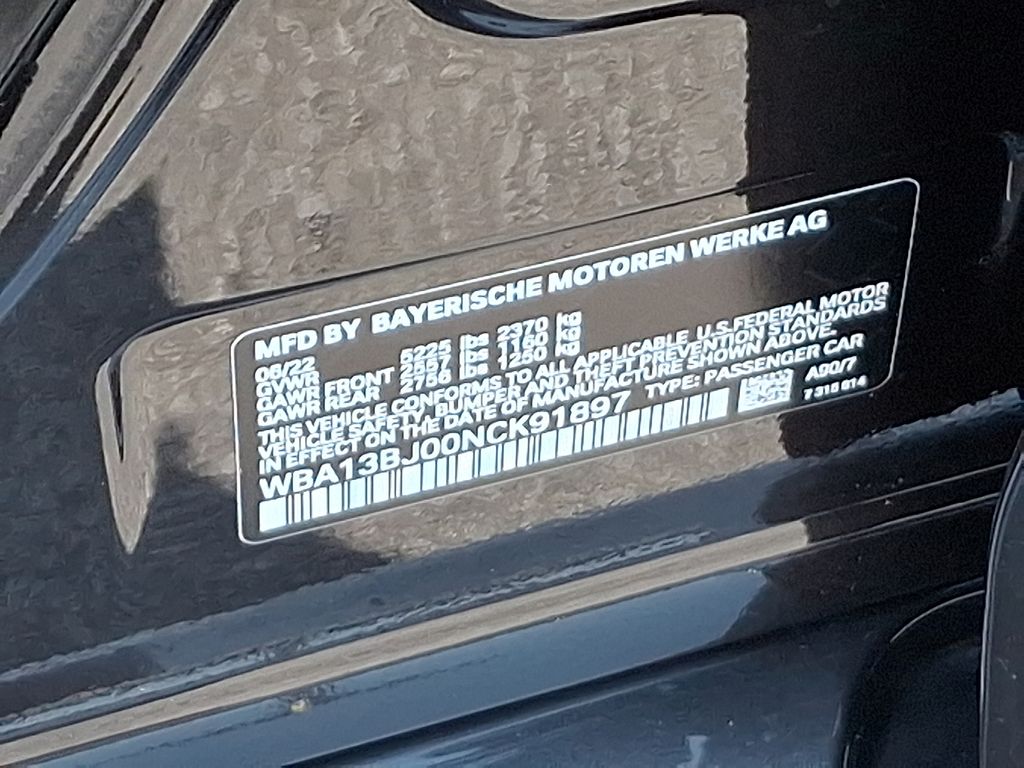 MFD BY BAYERISCHE MOTOREN WERKE AG
06/22
GVWR 5225 lbs 2370 kg
GAWR FRONT 2557 lbs 1160 kg
GAWR REAR 2756 lbs 1250 kg
THIS VEHICLE CONFORMS TO ALL APPLICABLE U.S.FEDERAL MOTOR
VEHICLE SAFETY, BUMPER AND THEFT PREVENTION STANDARDS
IN EFFECT ON THE DATE OF MANUFACTURE SHOWN ABOVE.
WBA13BJ00NCK91897 TYPE: PASSENGER CAR
A90/7
7 316 614